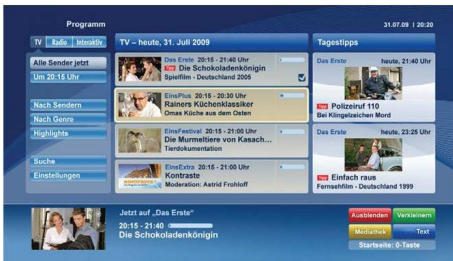 Programm
31.07.09 | 20:20
TV Radio Interaktiv
TV – heute, 31. Juli 2009
Tagestipps
Alle Sender jetzt
Um 20:15 Uhr
Nach Sendern
Nach Genre
Highlights
Suche
Einstellungen
Das Erste 20:15 - 21:40 Uhr
Tipp Die Schokoladenkönigin
Spielfilm - Deutschland 2005
EinsPlus 20:15 - 20:30 Uhr
Rainers Küchenklassiker
Omas Küche aus dem Osten
EinsFestival 20:15 - 21:00 Uhr
Die Murmeltiere von Kasach...
Tierdokumentation
EinsExtra 20:15 - 21:00 Uhr
Kontraste
Moderation: Astrid Frohloff
Das Erste heute, 21:40 Uhr
Tipp Polizeiruf 110
Bei Klingelzeichen Mord
Das Erste heute, 23:25 Uhr
Tipp Einfach raus
Fernsehfilm - Deutschland 1999
Jetzt auf „Das Erste“
20:15 - 21:40
Die Schokoladenkönigin
Ausblenden Verkleinern
Mediathek Text
Startseite: 0-Taste